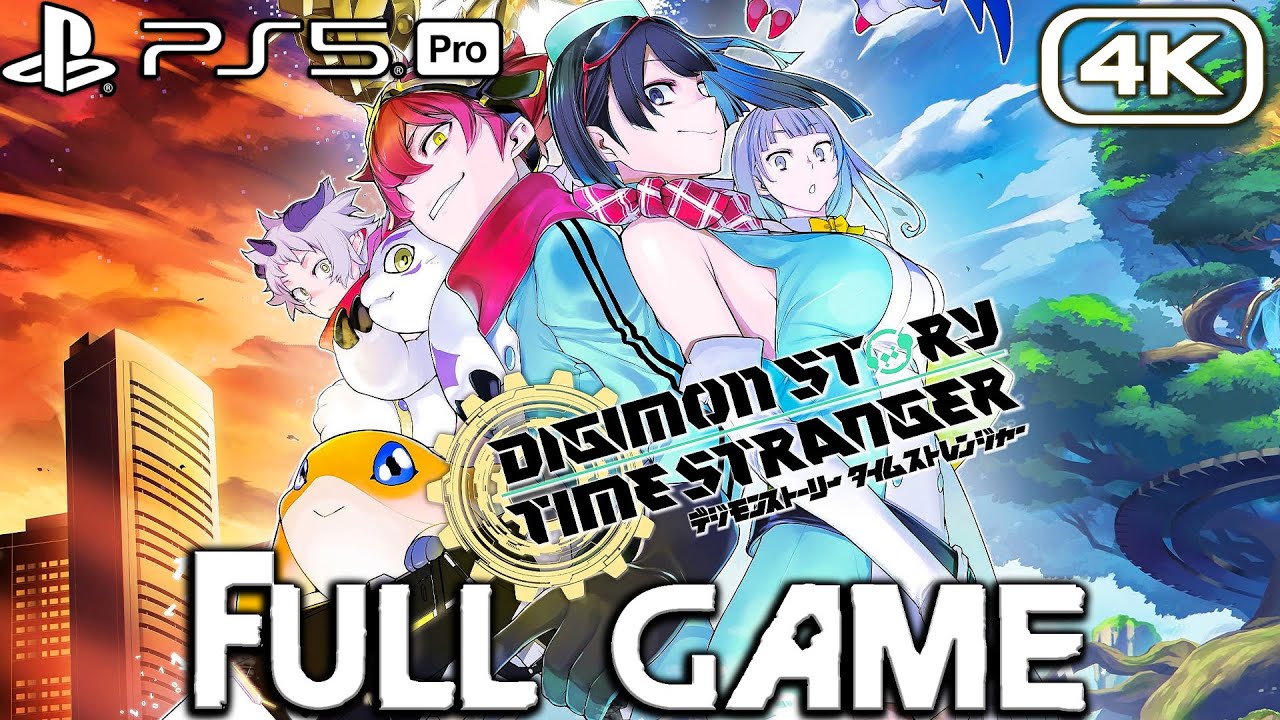 PS5 Pro
4K
DIGIMON STORY
TIME STRANGER
デジモンストーリー タイムストレンジャー
FULL GAME